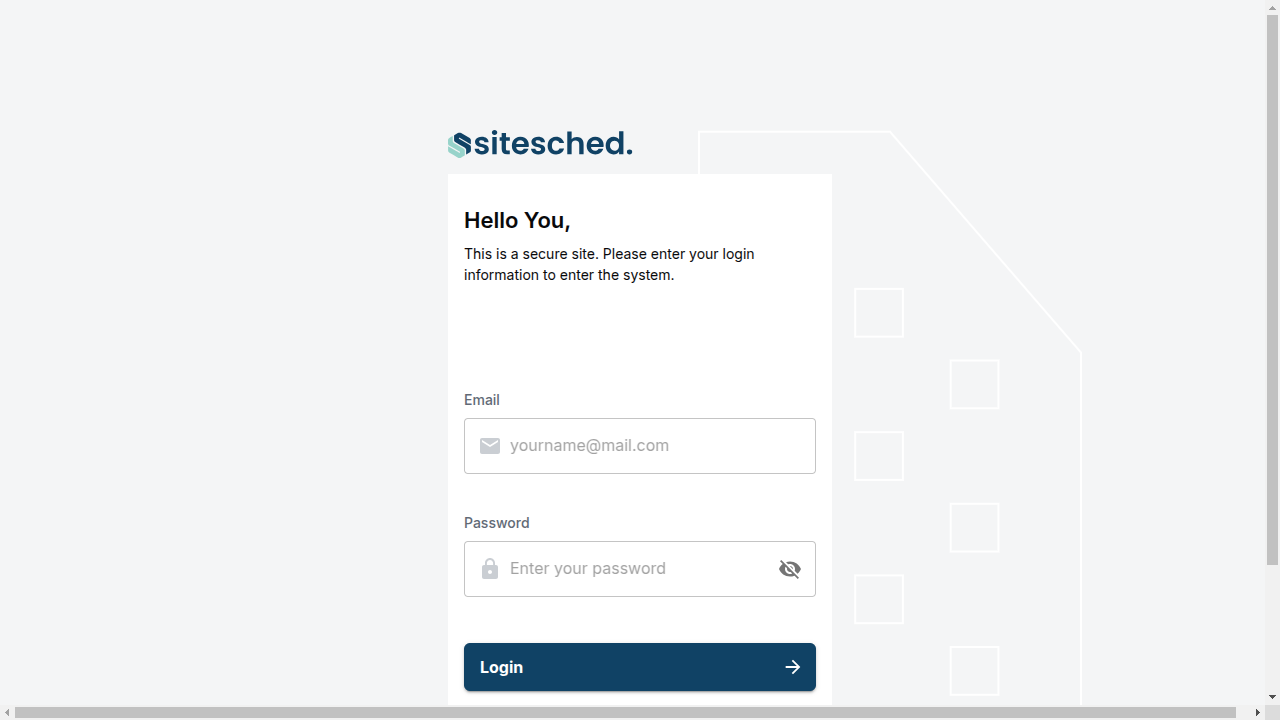 sitesched.
Hello You,
This is a secure site. Please enter your login
information to enter the system.
Email
yourname@mail.com
Password
Enter your password
Login